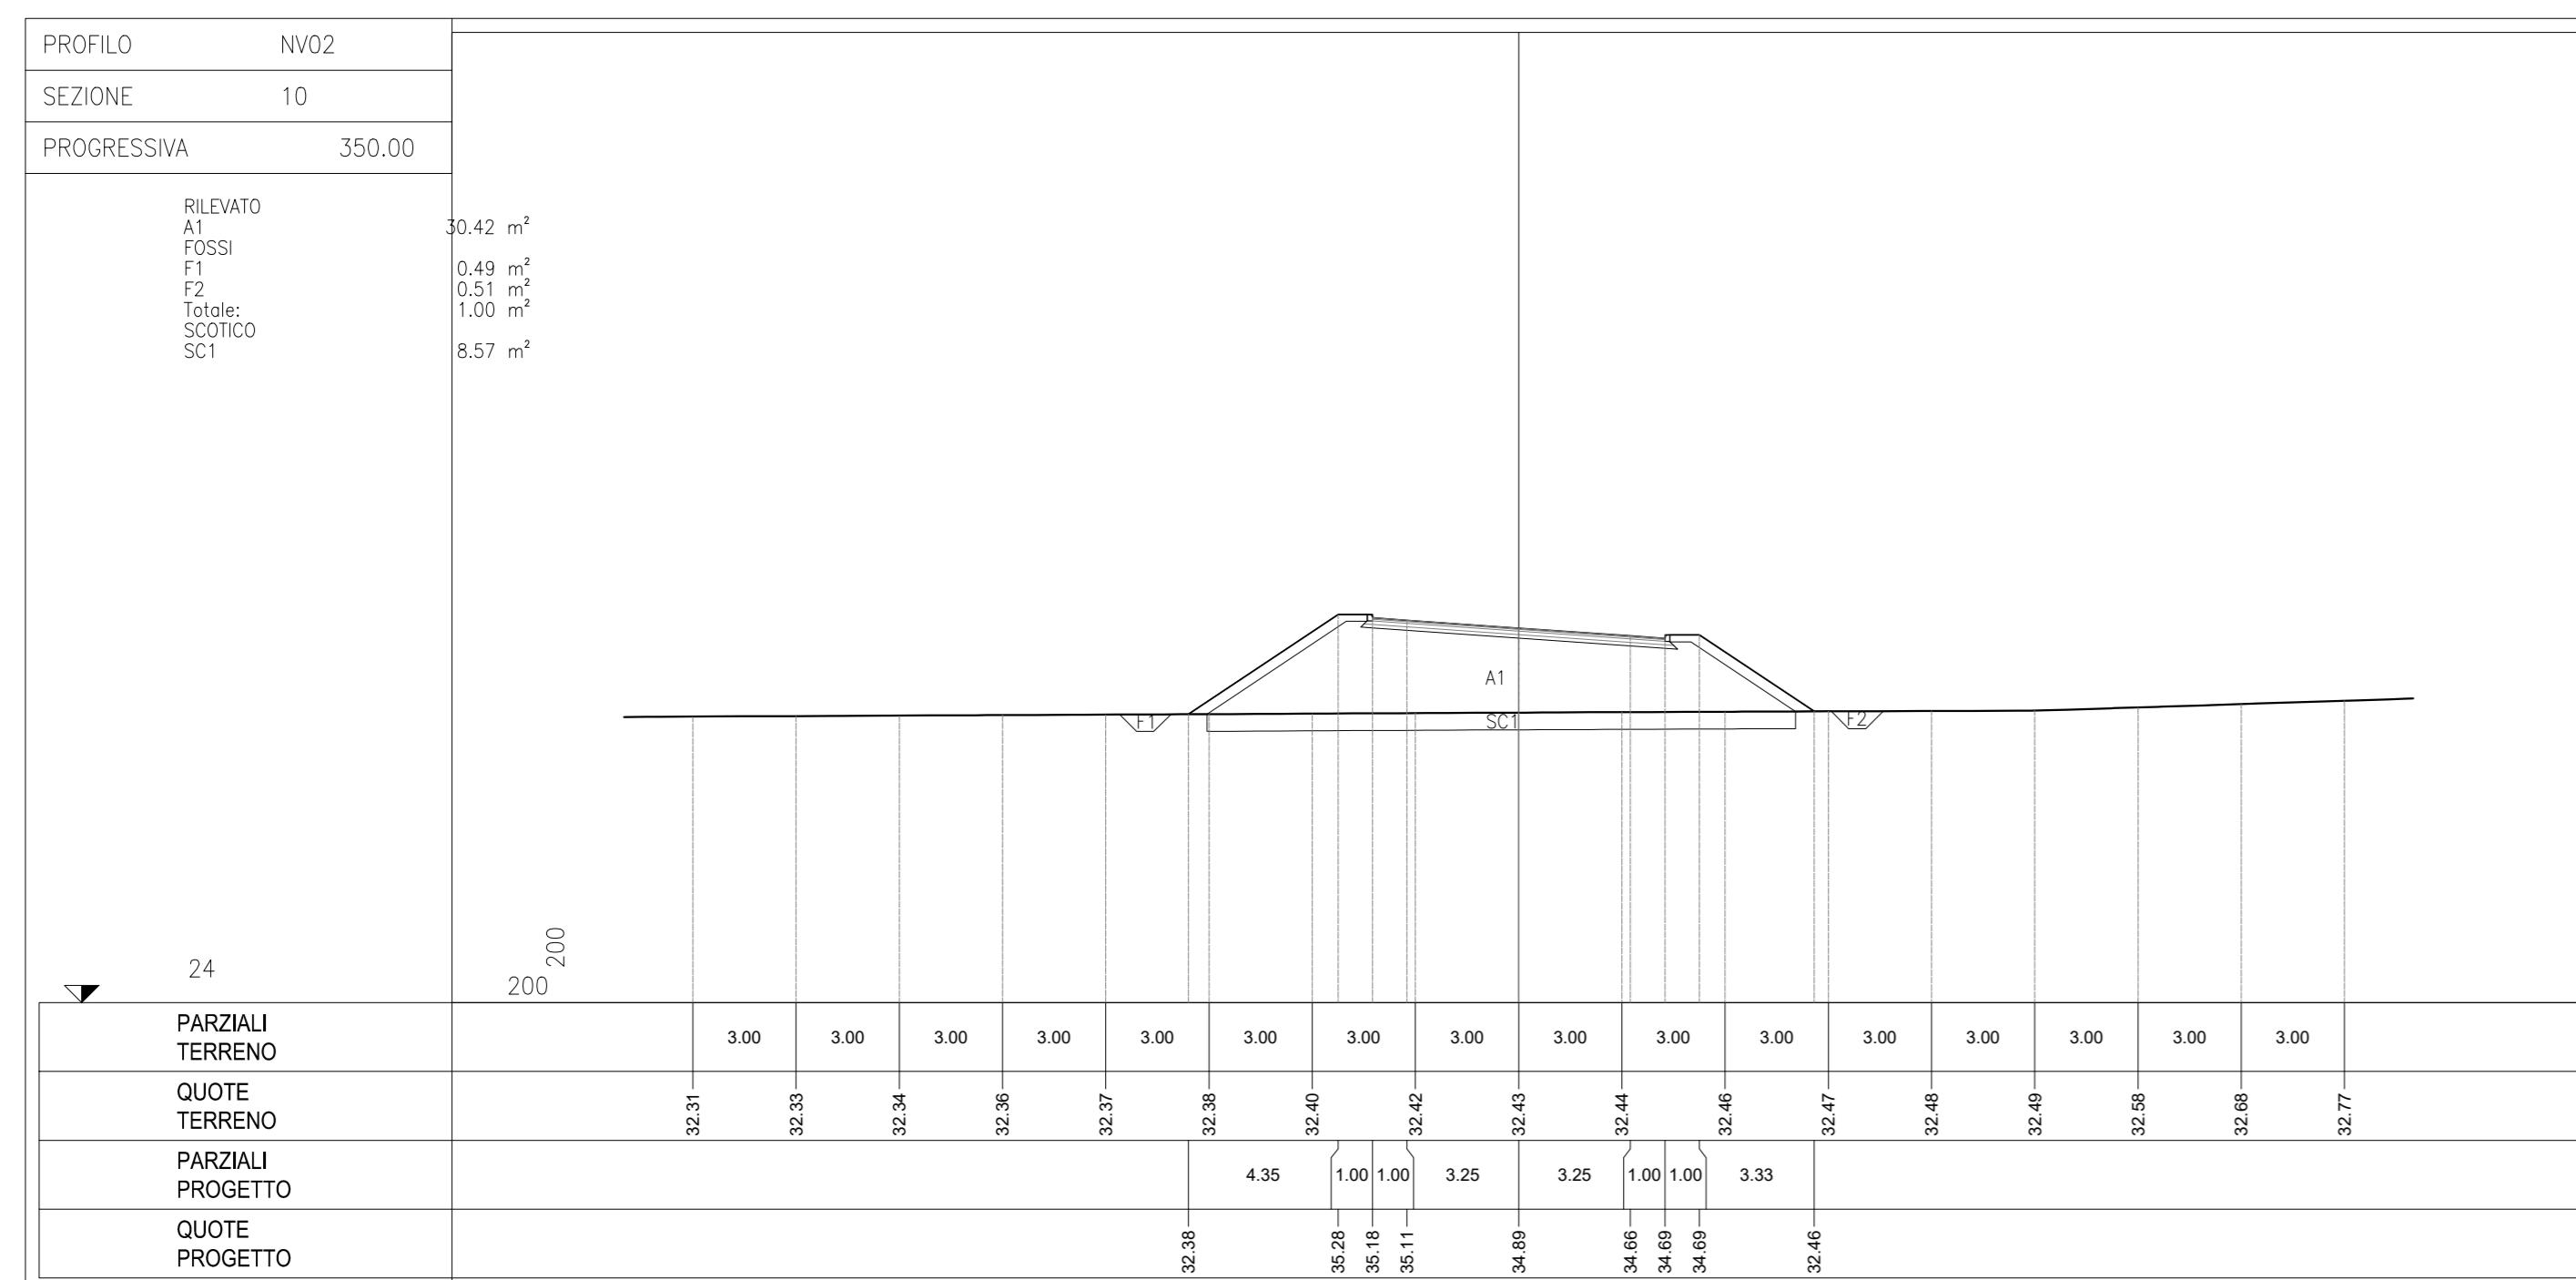 PROFILO NV02
SEZIONE 10
PROGRESSIVA 350.00
RILEVATO
A1 30.42 m²
FOSSI
F1 0.49 m²
F2 0.51 m²
Totale: 1.00 m²
SCOTICO
SC1 8.57 m²
A1
F1 SC1 F2
24
200
200
PARZIALI
TERRENO
3.00 3.00 3.00 3.00 3.00 3.00 3.00 3.00 3.00 3.00 3.00 3.00 3.00 3.00 3.00 3.00
QUOTE
TERRENO
32.31 32.33 32.34 32.36 32.37 32.38 32.40 32.42 32.43 32.44 32.46 32.47 32.48 32.49 32.58 32.68 32.77
PARZIALI
PROGETTO
4.35 1.00 1.00 3.25 3.25 1.00 1.00 3.33
QUOTE
PROGETTO
32.38 35.28 35.18 35.11 34.89 34.66 34.69 34.69 32.46